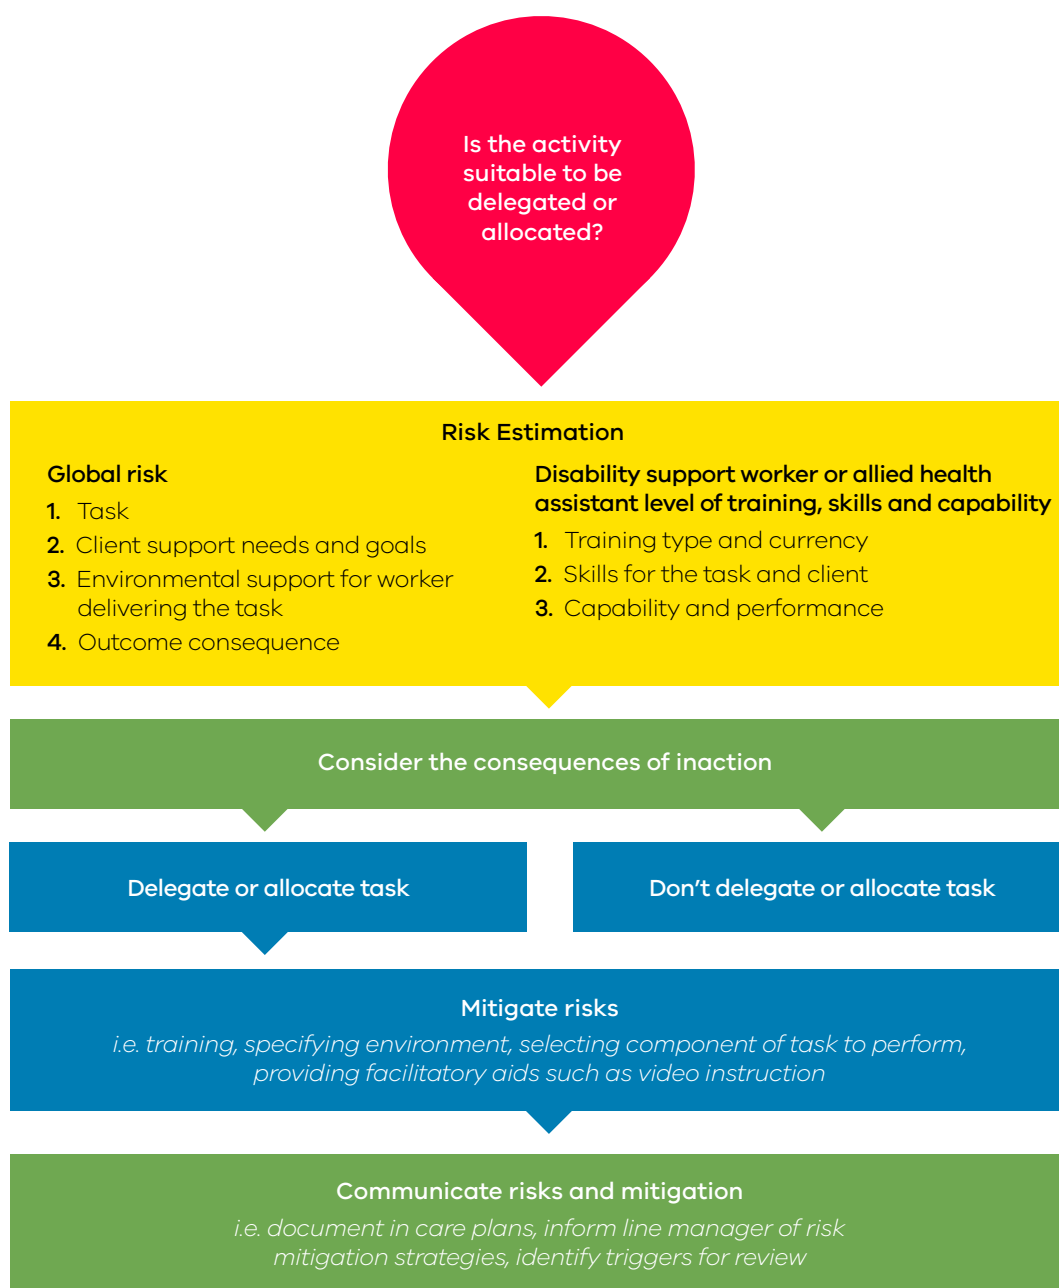 Is the activity
suitable to be
delegated or
allocated?
Risk Estimation
Global risk
1. Task
2. Client support needs and goals
3. Environmental support for worker
delivering the task
4. Outcome consequence
Disability support worker or allied health
assistant level of training, skills and capability
1. Training type and currency
2. Skills for the task and client
3. Capability and performance
Consider the consequences of inaction
Delegate or allocate task
Don’t delegate or allocate task
Mitigate risks
i.e. training, specifying environment, selecting component of task to perform,
providing facilitatory aids such as video instruction
Communicate risks and mitigation
i.e. document in care plans, inform line manager of risk
mitigation strategies, identify triggers for review